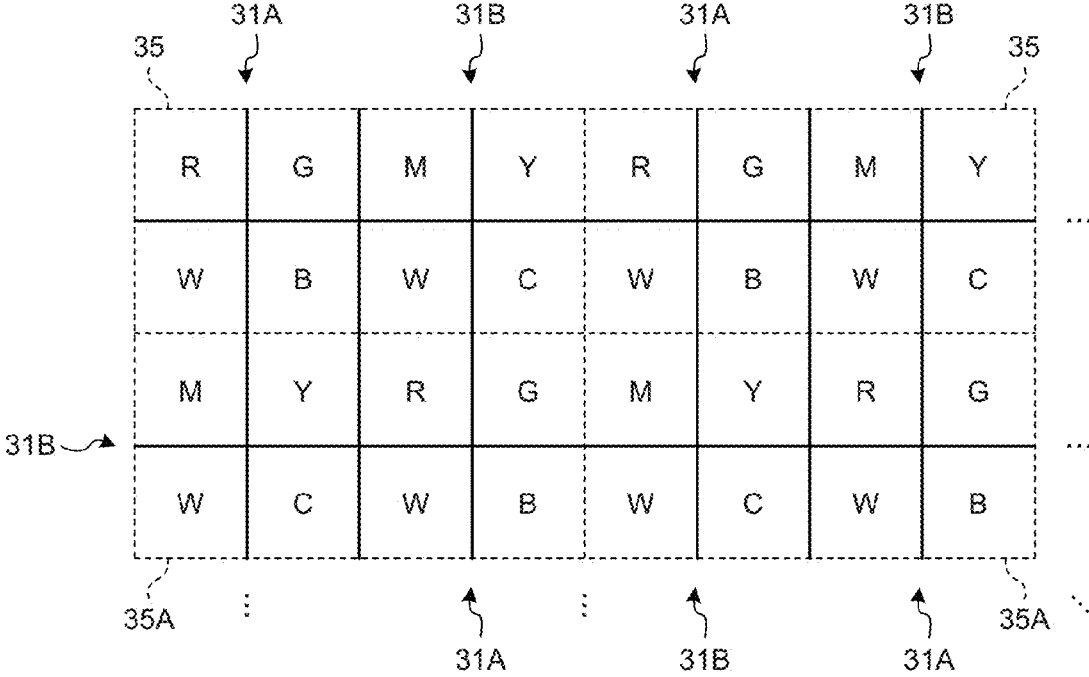 31A 31B 31A 31B
35 35
R G M Y R G M Y
W B W C W B W C
M Y R G M Y R G
31B
W C W B W C W B
35A 35A
31A 31B 31A